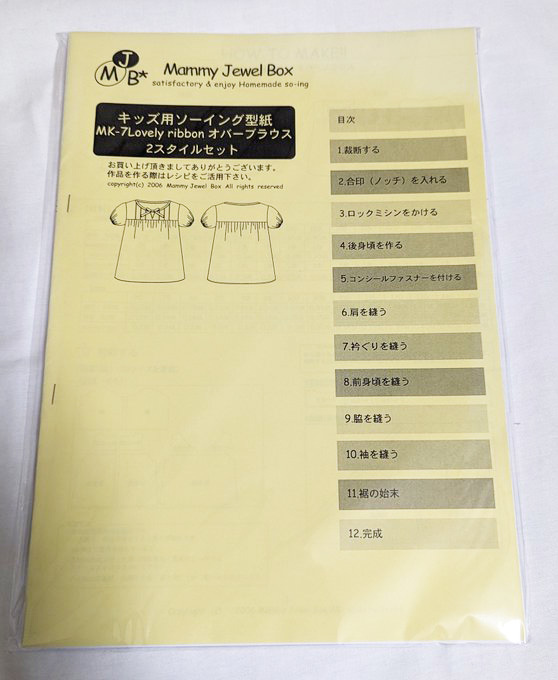 MJB*
Mammy Jewel Box
satisfactory & enjoy Homemade so-ing
キッズ用ソーイング型紙
MK-7Lovely ribbon オーバーブラウス
2スタイルセット
お買い上げ頂きましてありがとうございます。
作品を作る際はレシピをご活用下さい。
copyright(c) 2006 Mammy Jewel Box All rights reserved
目次
1.裁断する
2.合印（ノッチ）を入れる
3.ロックミシンをかける
4.後身頃を作る
5.コンシールファスナーを付ける
6.肩を縫う
7.衿ぐりを縫う
8.前身頃を縫う
9.脇を縫う
10.袖を縫う
11.裾の始末
12.完成